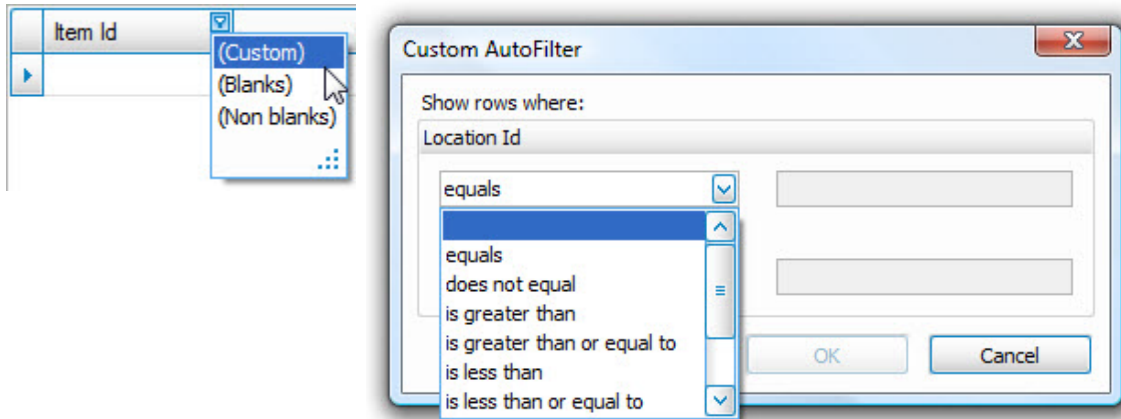 Item Id
(Custom)
(Blanks)
(Non blanks)
Custom AutoFilter
Show rows where:
Location Id
equals
equals
does not equal
is greater than
is greater than or equal to
is less than
is less than or equal to
OK
Cancel